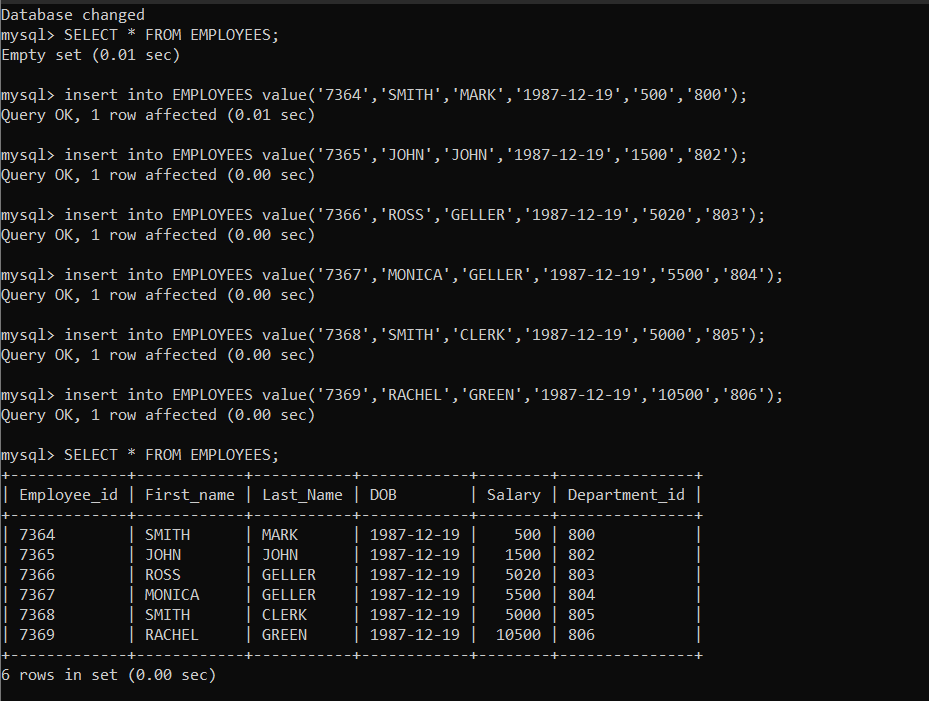 Database changed
mysql> SELECT * FROM EMPLOYEES;
Empty set (0.01 sec)
mysql> insert into EMPLOYEES value('7364','SMITH','MARK','1987-12-19','500','800');
Query OK, 1 row affected (0.01 sec)
mysql> insert into EMPLOYEES value('7365','JOHN','JOHN','1987-12-19','1500','802');
Query OK, 1 row affected (0.00 sec)
mysql> insert into EMPLOYEES value('7366','ROSS','GELLER','1987-12-19','5020','803');
Query OK, 1 row affected (0.00 sec)
mysql> insert into EMPLOYEES value('7367','MONICA','GELLER','1987-12-19','5500','804');
Query OK, 1 row affected (0.00 sec)
mysql> insert into EMPLOYEES value('7368','SMITH','CLERK','1987-12-19','5000','805');
Query OK, 1 row affected (0.00 sec)
mysql> insert into EMPLOYEES value('7369','RACHEL','GREEN','1987-12-19','10500','806');
Query OK, 1 row affected (0.00 sec)
mysql> SELECT * FROM EMPLOYEES;
+-------------+------------+-----------+------------+--------+---------------+
| Employee_id | First_name | Last_Name | DOB        | Salary | Department_id |
+-------------+------------+-----------+------------+--------+---------------+
| 7364        | SMITH      | MARK      | 1987-12-19 |    500 | 800           |
| 7365        | JOHN       | JOHN      | 1987-12-19 |   1500 | 802           |
| 7366        | ROSS       | GELLER    | 1987-12-19 |   5020 | 803           |
| 7367        | MONICA     | GELLER    | 1987-12-19 |   5500 | 804           |
| 7368        | SMITH      | CLERK     | 1987-12-19 |   5000 | 805           |
| 7369        | RACHEL     | GREEN     | 1987-12-19 |  10500 | 806           |
+-------------+------------+-----------+------------+--------+---------------+
6 rows in set (0.00 sec)